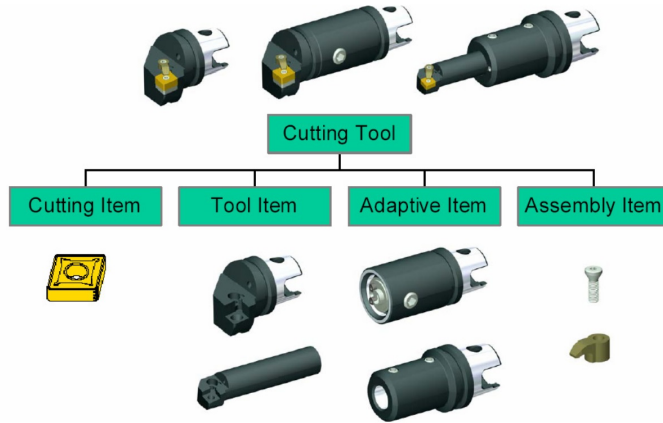 Cutting Tool
Cutting Item
Tool Item
Adaptive Item
Assembly Item